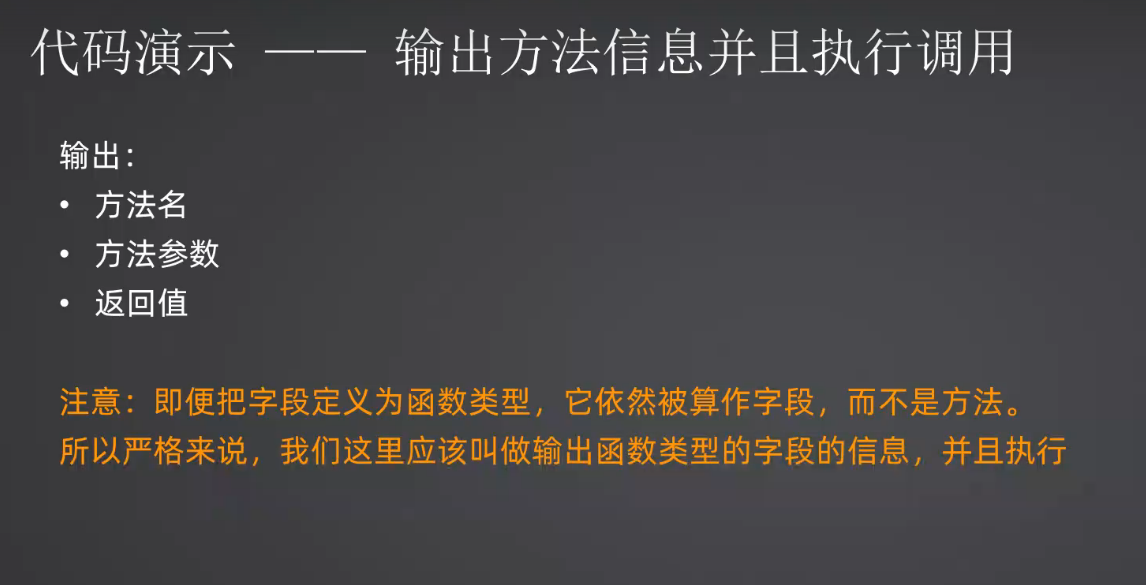 代码演示 —— 输出方法信息并且执行调用
输出：
• 方法名
• 方法参数
• 返回值
注意：即便把字段定义为函数类型，它依然被算作字段，而不是方法。
所以严格来说，我们这里应该叫做输出函数类型的字段的信息，并且执行